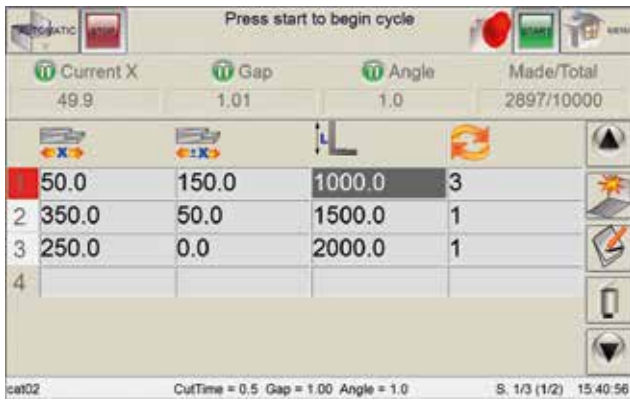 Press start to begin cycle
AUTOMATIC STOP START MENU
Current X Gap Angle Made/Total
49.9 1.01 1.0 2897/10000
X ±X L
1 50.0 150.0 1000.0 3
2 350.0 50.0 1500.0 1
3 250.0 0.0 2000.0 1
4
cat02 CutTime = 0.5 Gap = 1.00 Angle = 1.0 S. 1/3 (1/2) 15:40:56